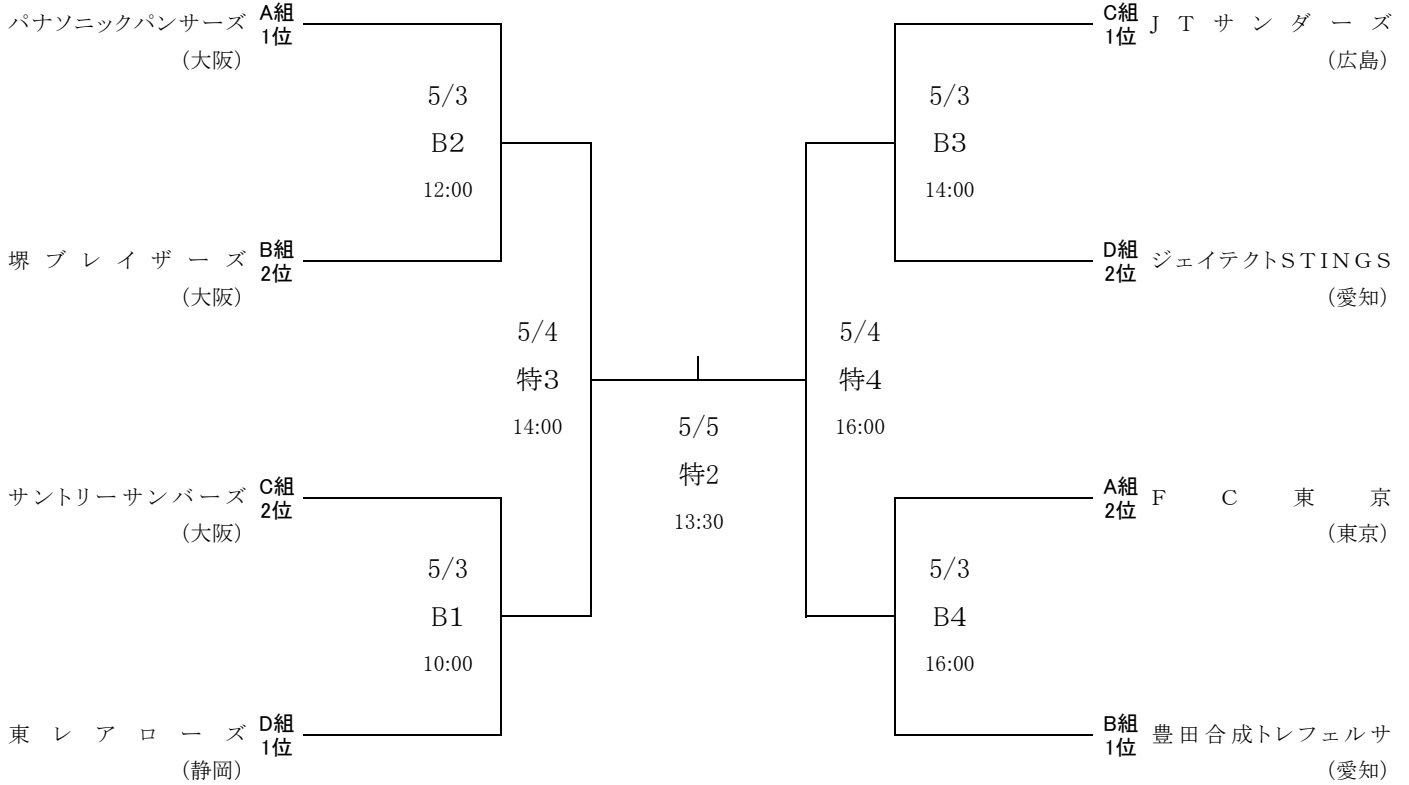 パナソニックパンサーズ A組 1位
(大阪)
5/3
B2
12:00
堺ブレイザーズ B組 2位
(大阪)
5/4
特3
14:00
サントリーサンバーズ C組 2位
(大阪)
5/3
B1
10:00
東レアローズ D組 1位
(静岡)
5/5
特2
13:30
C組 1位 JTサンダーズ
(広島)
5/3
B3
14:00
D組 2位 ジェイテクトSTINGS
(愛知)
5/4
特4
16:00
A組 2位 FC東京
(東京)
5/3
B4
16:00
B組 1位 豊田合成トレフェルサ
(愛知)